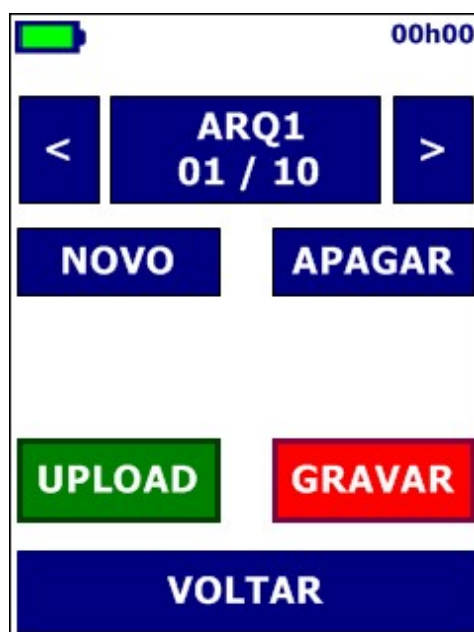 00h00
<
ARQ1
01 / 10
>
NOVO
APAGAR
UPLOAD
GRAVAR
VOLTAR